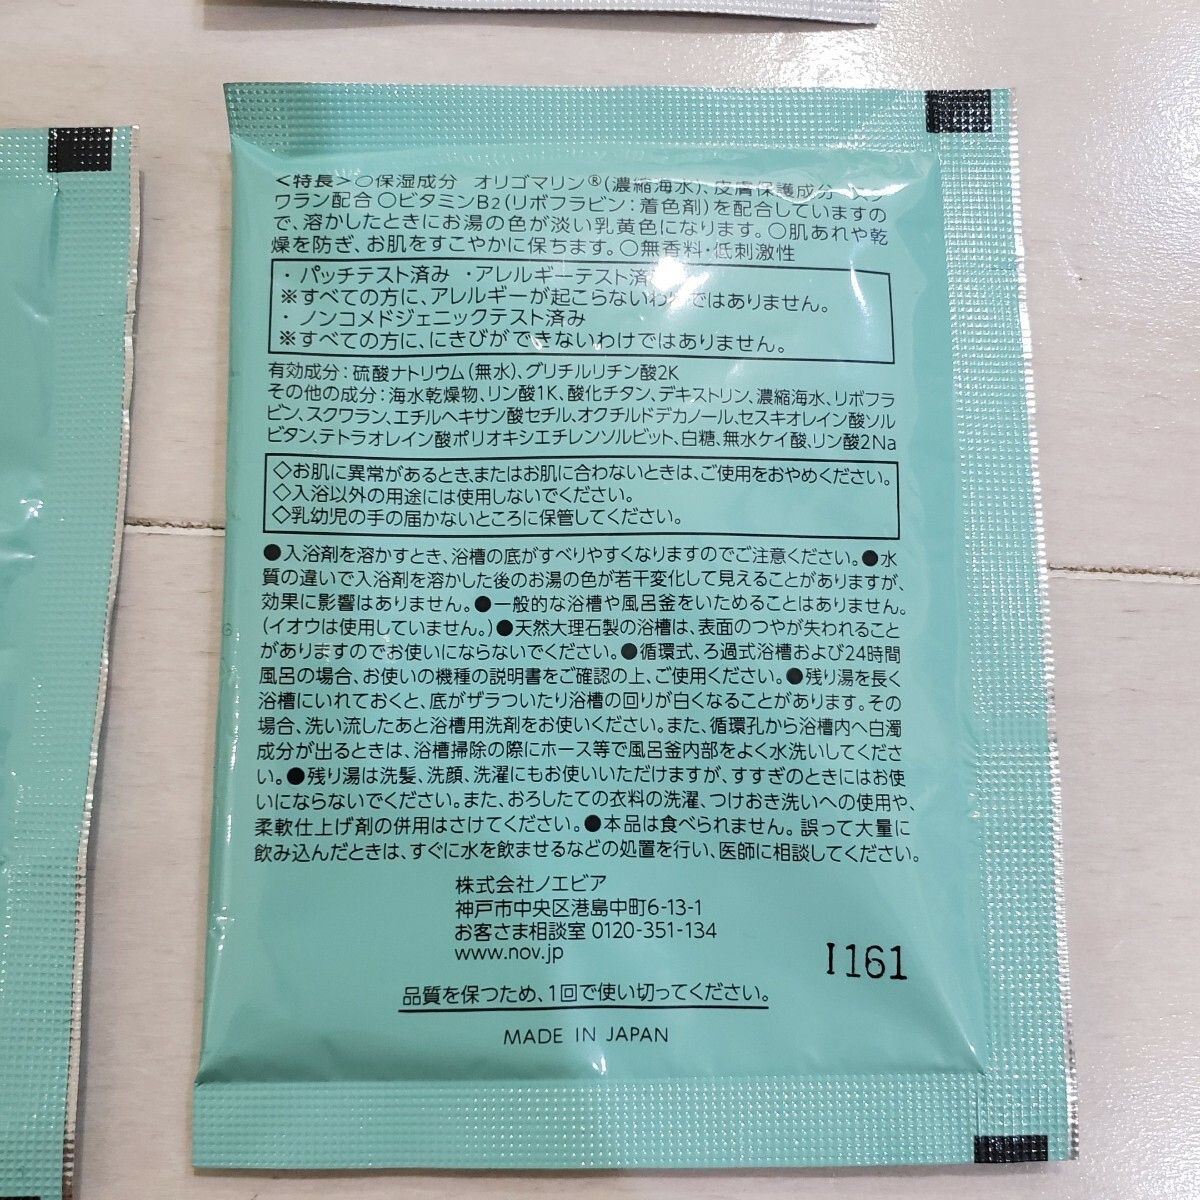 <特長>○保湿成分 オリゴマリン®(濃縮海水)、皮膚保護成分
ワラン配合 ○ビタミンB2(リボフラビン:着色剤)を配合していますの
で、溶かしたときにお湯の色が淡い乳黄色になります。○肌あれや乾
燥を防ぎ、お肌をすこやかに保ちます。○無香料・低刺激性
・パッチテスト済み ・アレルギーテスト済
※すべての方に、アレルギーが起こらないわけではありません。
・ノンコメドジェニックテスト済み
※すべての方に、にきびができないわけではありません。
有効成分:硫酸ナトリウム(無水)、グリチルリチン酸2K
その他の成分:海水乾燥物、リン酸1K、酸化チタン、デキストリン、濃縮海水、リボフラ
ビン、スクワラン、エチルヘキサン酸セチル、オクチルドデカノール、セスキオレイン酸ソル
ビタン、テトラオレイン酸ポリオキシエチレンソルビット、白糖、無水ケイ酸、リン酸2Na
◇お肌に異常があるとき、またはお肌に合わないときは、ご使用をおやめください。
◇入浴以外の用途には使用しないでください。
◇乳幼児の手の届かないところに保管してください。
●入浴剤を溶かすとき、浴槽の底がすべりやすくなりますのでご注意ください。●水
質の違いで入浴剤を溶かした後のお湯の色が若干変化して見えることがありますが、
効果に影響はありません。●一般的な浴槽や風呂釜をいためることはありません。
(イオウは使用していません。)●天然大理石製の浴槽は、表面のつやが失われること
がありますのでお使いにならないでください。●循環式、ろ過式浴槽および24時間
風呂の場合、お使いの機種の説明書をご確認の上、ご使用ください。●残り湯を長く
浴槽にいれておくと、底がザラついたり浴槽の回りが白くなることがあります。その
場合、洗い流したあと浴槽用洗剤をお使いください。また、循環孔から浴槽内へ白濁
成分が出るときは、浴槽掃除の際にホース等で風呂釜内部をよく水洗いしてくださ
い。●残り湯は洗髪、洗顔、洗濯にもお使いいただけますが、すすぎのときにはお使
いにならないでください。また、おろしたての衣料の洗濯、つけおき洗いへの使用や、
柔軟仕上げ剤の併用はさけてください。●本品は食べられません。誤って大量に
飲み込んだときは、すぐに水を飲ませるなどの処置を行い、医師に相談してください。
株式会社ノエビア
神戸市中央区港島中町6-13-1
お客さま相談室 0120-351-134
www.nov.jp
I161
品質を保つため、1回で使い切ってください。
MADE IN JAPAN